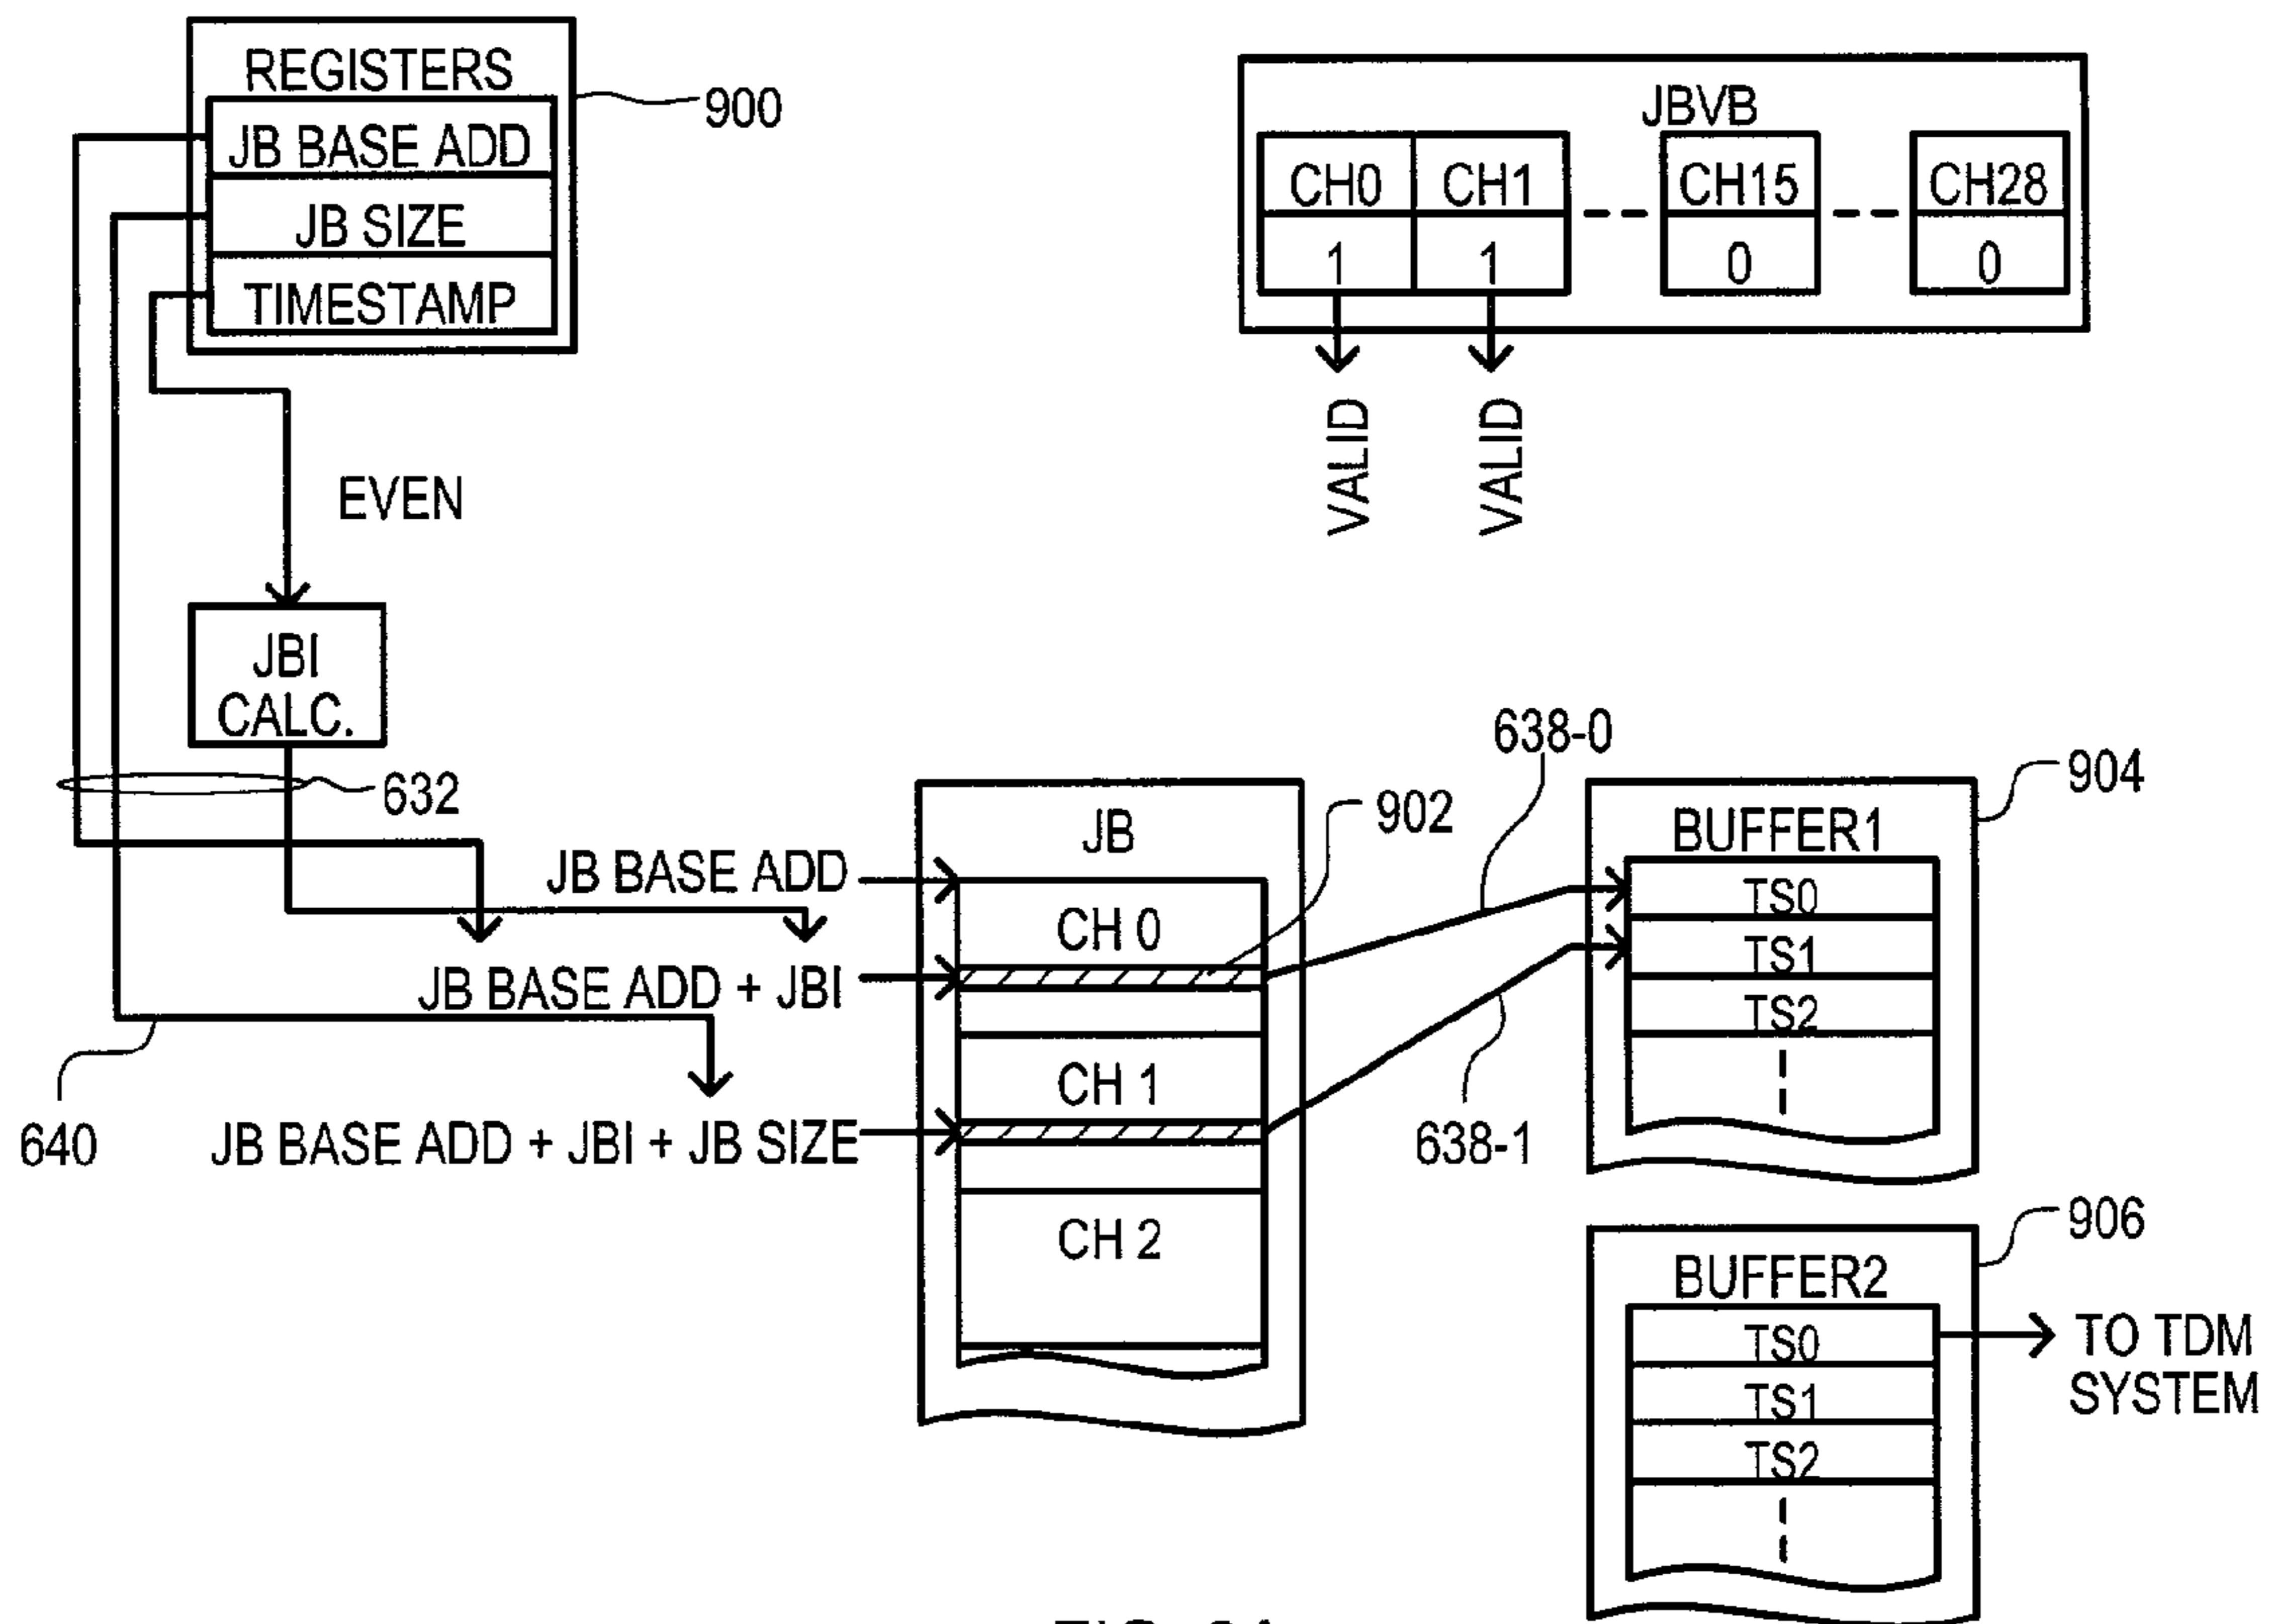 REGISTERS
JB BASE ADD
JB SIZE
TIMESTAMP
900
JBVB
CH0 CH1 CH15 CH28
1 1 0 0
VALID VALID
EVEN
JBI
CALC.
632
638-0
904
902
JB
BUFFER1
JB BASE ADD
CH 0
TS0
TS1
JB BASE ADD + JBI
TS2
CH 1
640
JB BASE ADD + JBI + JB SIZE
638-1
906
CH 2
BUFFER2
TS0
TO TDM
SYSTEM
TS1
TS2